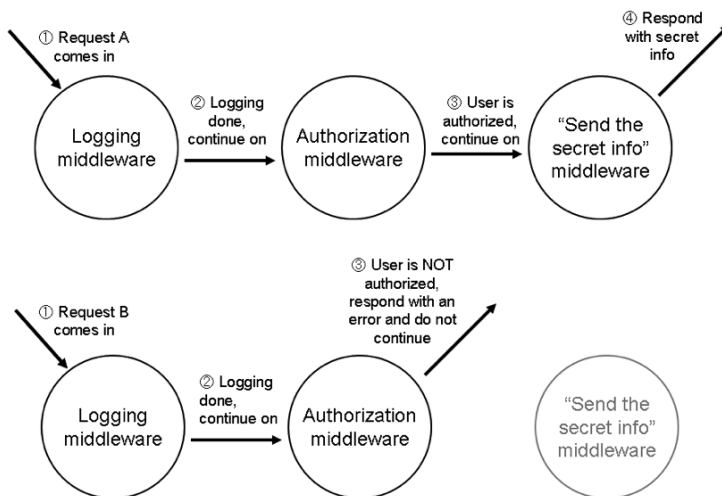 ① Request A
comes in
② Logging
done,
continue on
③ User is
authorized,
continue on
④ Respond
with secret
info
Logging
middleware
Authorization
middleware
“Send the
secret info”
middleware
① Request B
comes in
② Logging
done,
continue on
③ User is NOT
authorized,
respond with an
error and do not
continue
Logging
middleware
Authorization
middleware
“Send the
secret info”
middleware